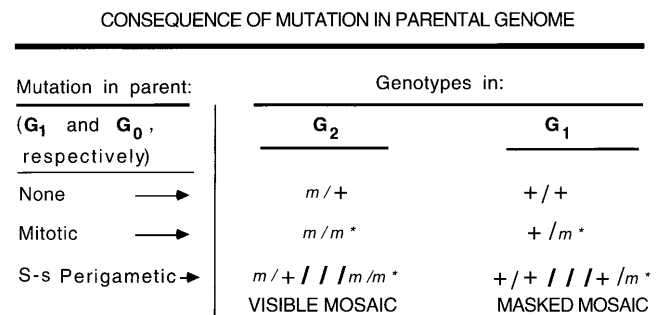 CONSEQUENCE OF MUTATION IN PARENTAL GENOME
Mutation in parent: Genotypes in:
(G1 and G0, G2 G1
respectively)
None m/+ +/+
Mitotic m/m* +/m*
S-s Perigametic m/+///m/m* +/+///+/m*
VISIBLE MOSAIC MASKED MOSAIC